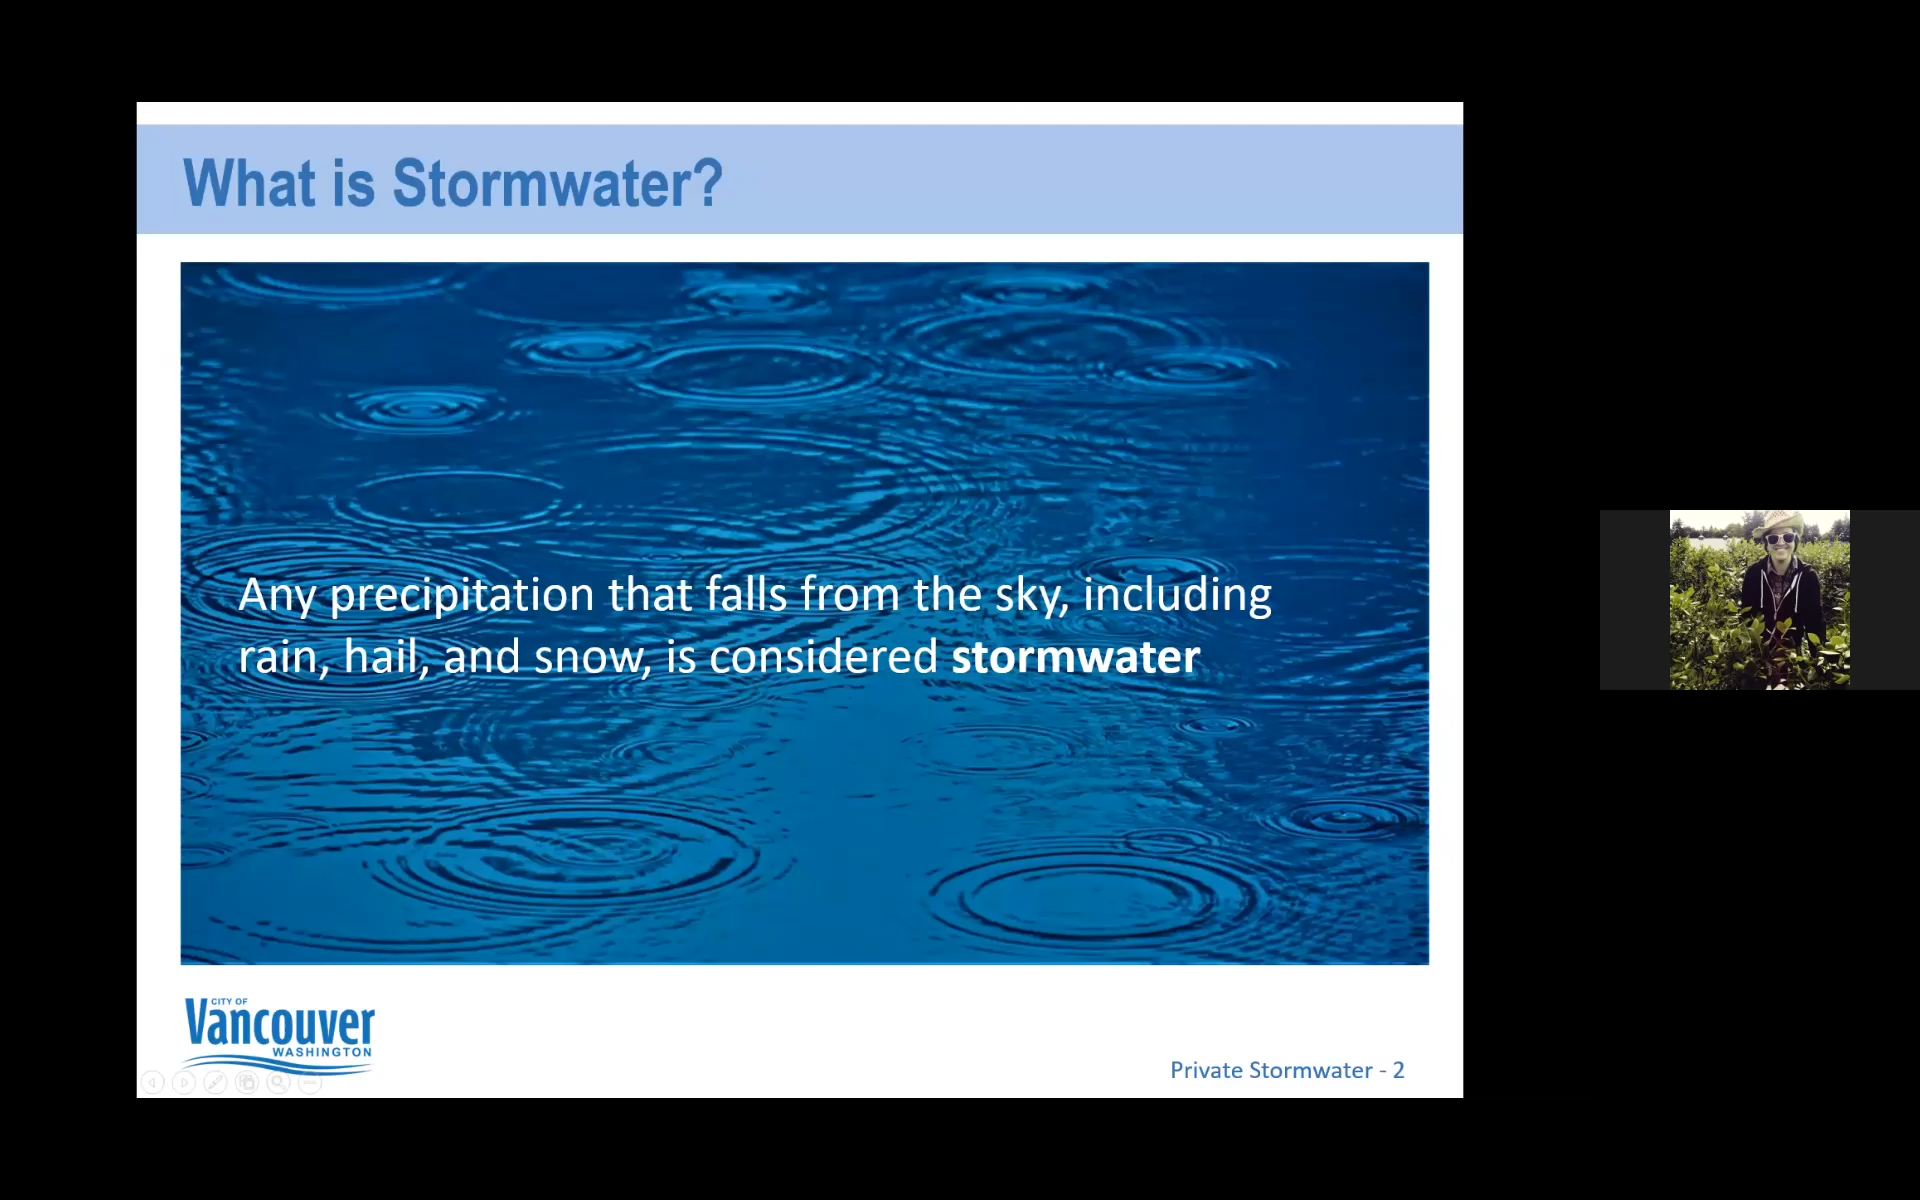 What is Stormwater?
Any precipitation that falls from the sky, including
rain, hail, and snow, is considered stormwater
CITY OF
Vancouver
WASHINGTON
Private Stormwater - 2